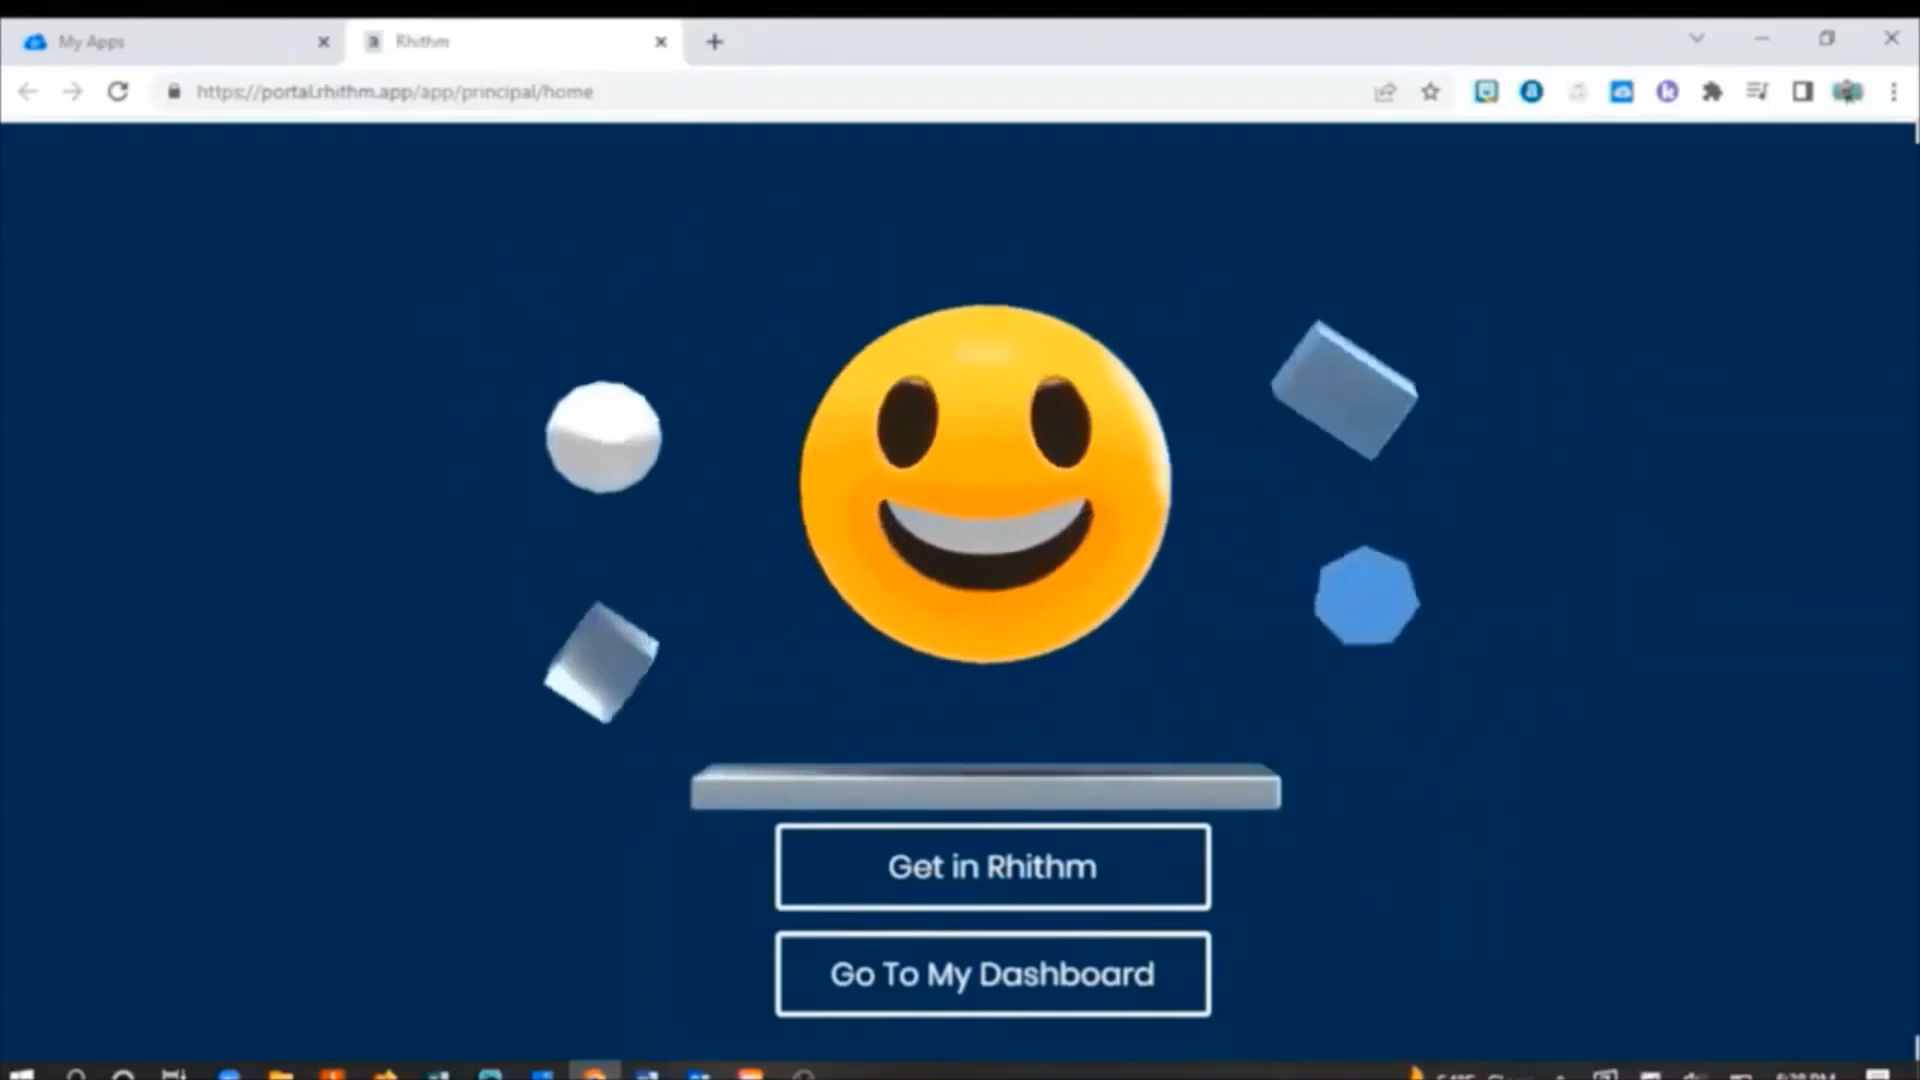 My Apps
Rhithm
https://portal.rhithm.app/app/principal/home
Get in Rhithm
Go To My Dashboard